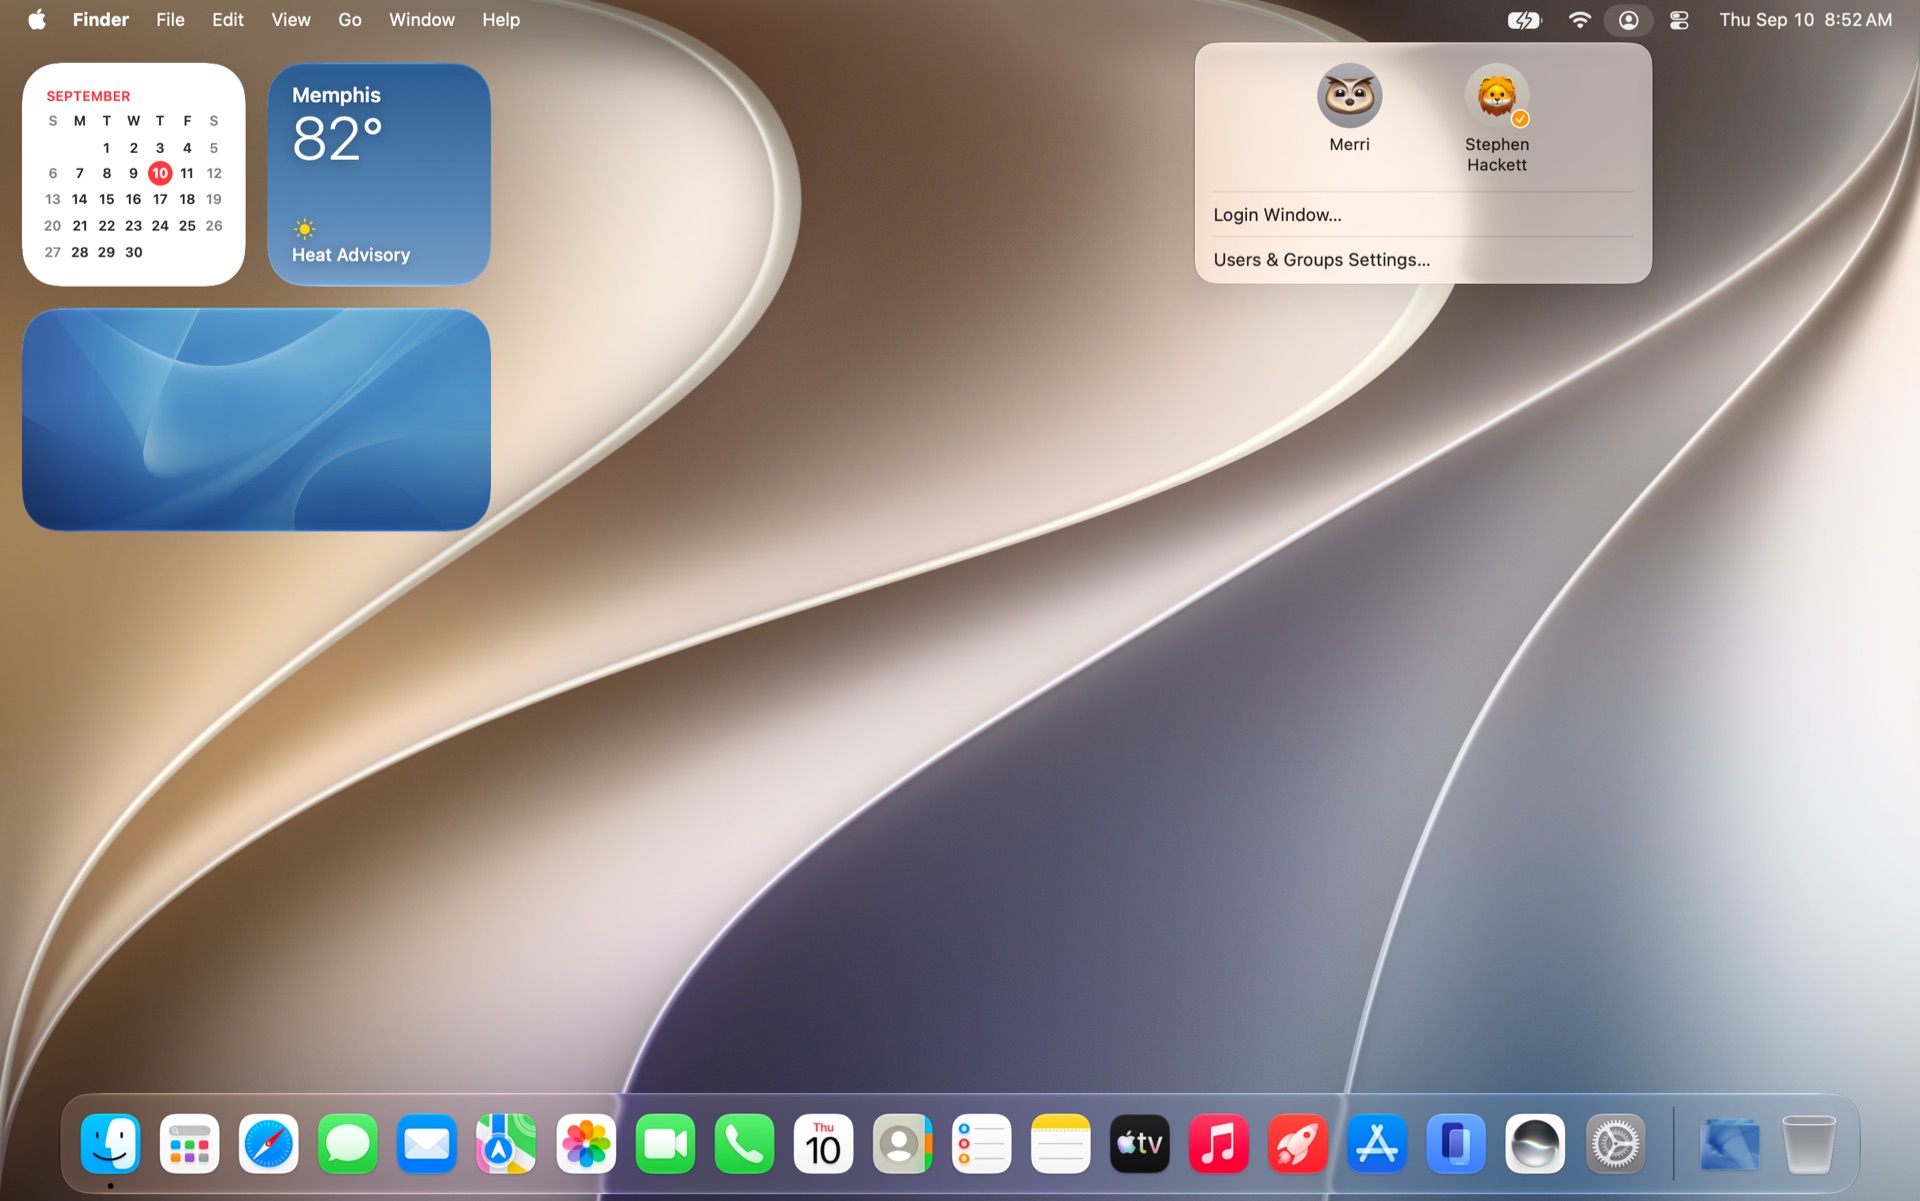 Finder File Edit View Go Window Help
Thu Sep 10 8:52 AM
SEPTEMBER
S M T W T F S
1 2 3 4 5
6 7 8 9 10 11 12
13 14 15 16 17 18 19
20 21 22 23 24 25 26
27 28 29 30
Memphis
82°
Heat Advisory
Merri
Stephen
Hackett
Login Window...
Users & Groups Settings...
Thu
10
tv